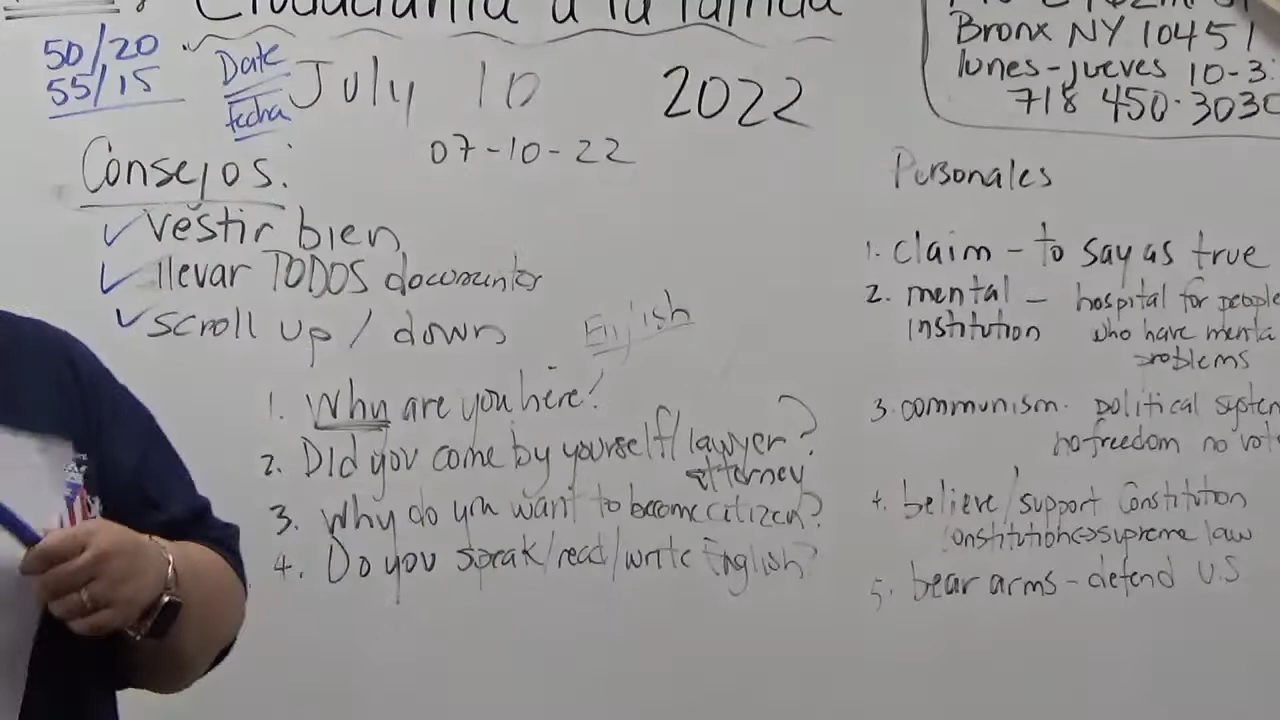 Ciudadanía a la familia
50/20
55/15
Date
Fecha
July 10 2022
07-10-22
Bronx NY 10451
lunes-jueves 10-3:
718 450-3030
Consejos:
✓ vestir bien
✓ llevar TODOS documentos
✓ scroll up / down
English
1. Why are you here?
2. Did you come by yourself/lawyer?
attorney
3. Why do you want to become citizen?
4. Do you speak/read/write English?
Personales
1. claim - to say as true
2. mental - hospital for people
institution who have menta
problems
3. communism. political system
no freedom no vot
4. believe/support Constitution
onstitution<=>supreme law
5. bear arms - defend U.S